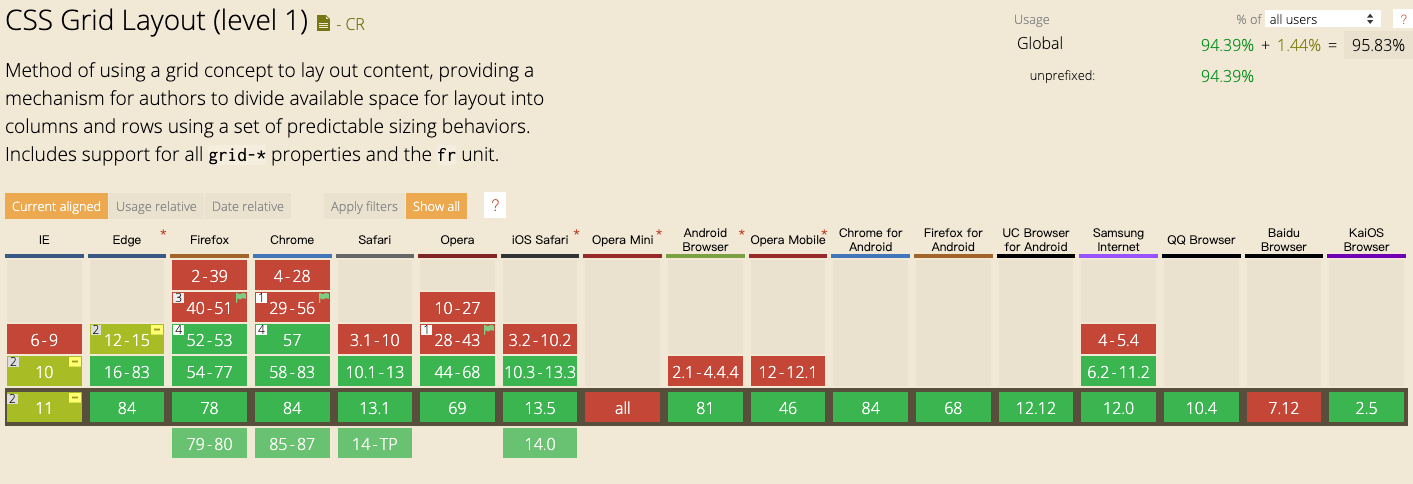 CSS Grid Layout (level 1) - CR
Usage % of all users ?
Global 94.39% + 1.44% = 95.83%
unprefixed: 94.39%
Method of using a grid concept to lay out content, providing a
mechanism for authors to divide available space for layout into
columns and rows using a set of predictable sizing behaviors.
Includes support for all grid-* properties and the fr unit.
Current aligned Usage relative Date relative Apply filters Show all ?
IE Edge * Firefox Chrome Safari Opera iOS Safari * Opera Mini * Android Browser * Opera Mobile * Chrome for Android Firefox for Android UC Browser for Android Samsung Internet QQ Browser Baidu Browser KaiOS Browser
2-39 4-28
3 40-51 1 29-56 10-27
6-9 2 12-15 4 52-53 4 57 3.1-10 1 28-43 3.2-10.2 4-5.4
2 10 16-83 54-77 58-83 10.1-13 44-68 10.3-13.3 2.1-4.4.4 12-12.1 6.2-11.2
2 11 84 78 84 13.1 69 13.5 all 81 46 84 68 12.12 12.0 10.4 7.12 2.5
79-80 85-87 14-TP 14.0